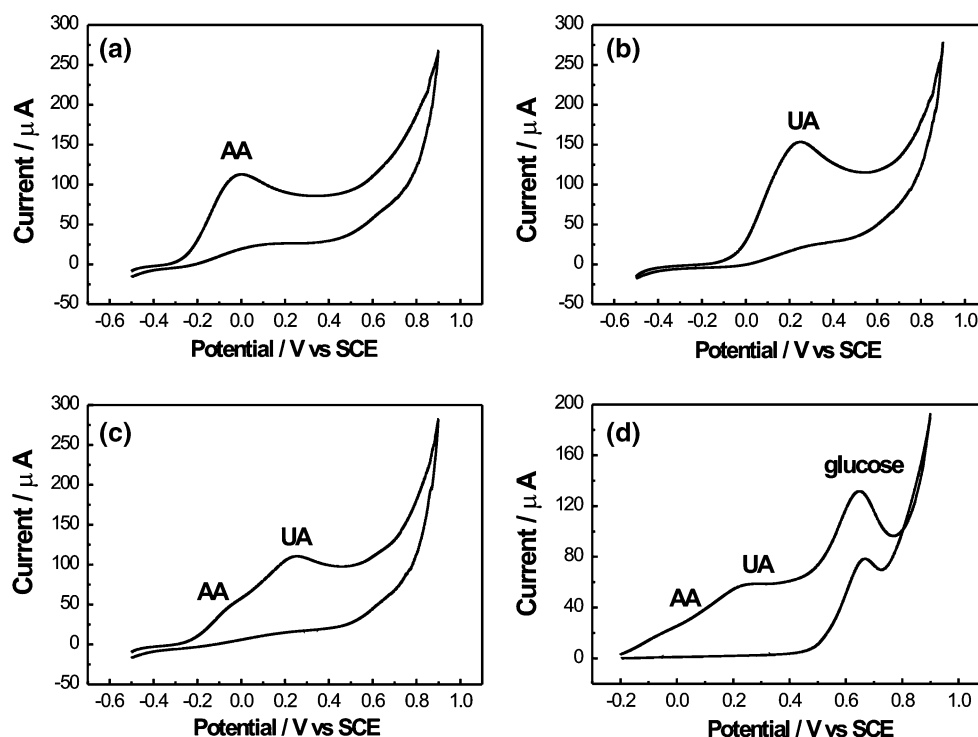 (a)
AA
300
250
200
150
100
50
0
-50
Current / μ A
-0.6 -0.4 -0.2 0.0 0.2 0.4 0.6 0.8 1.0
Potential / V vs SCE
(b)
UA
300
250
200
150
100
50
0
-50
Current / μ A
-0.6 -0.4 -0.2 0.0 0.2 0.4 0.6 0.8 1.0
Potential / V vs SCE
(c)
UA
AA
300
250
200
150
100
50
0
-50
Current / μ A
-0.6 -0.4 -0.2 0.0 0.2 0.4 0.6 0.8 1.0
Potential / V vs SCE
(d)
glucose
UA
AA
200
160
120
80
40
0
Current / μ A
-0.2 0.0 0.2 0.4 0.6 0.8 1.0
Potential / V vs SCE